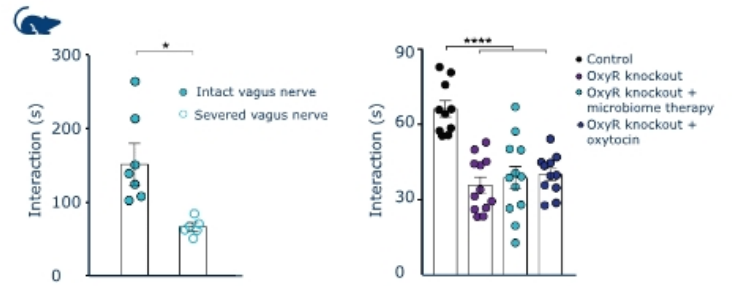 *
300
200
100
0
Interaction (s)
Intact vagus nerve
Severed vagus nerve
****
90
60
30
0
Interaction (s)
Control
OxyR knockout
OxyR knockout +
microbiome therapy
OxyR knockout +
oxytocin